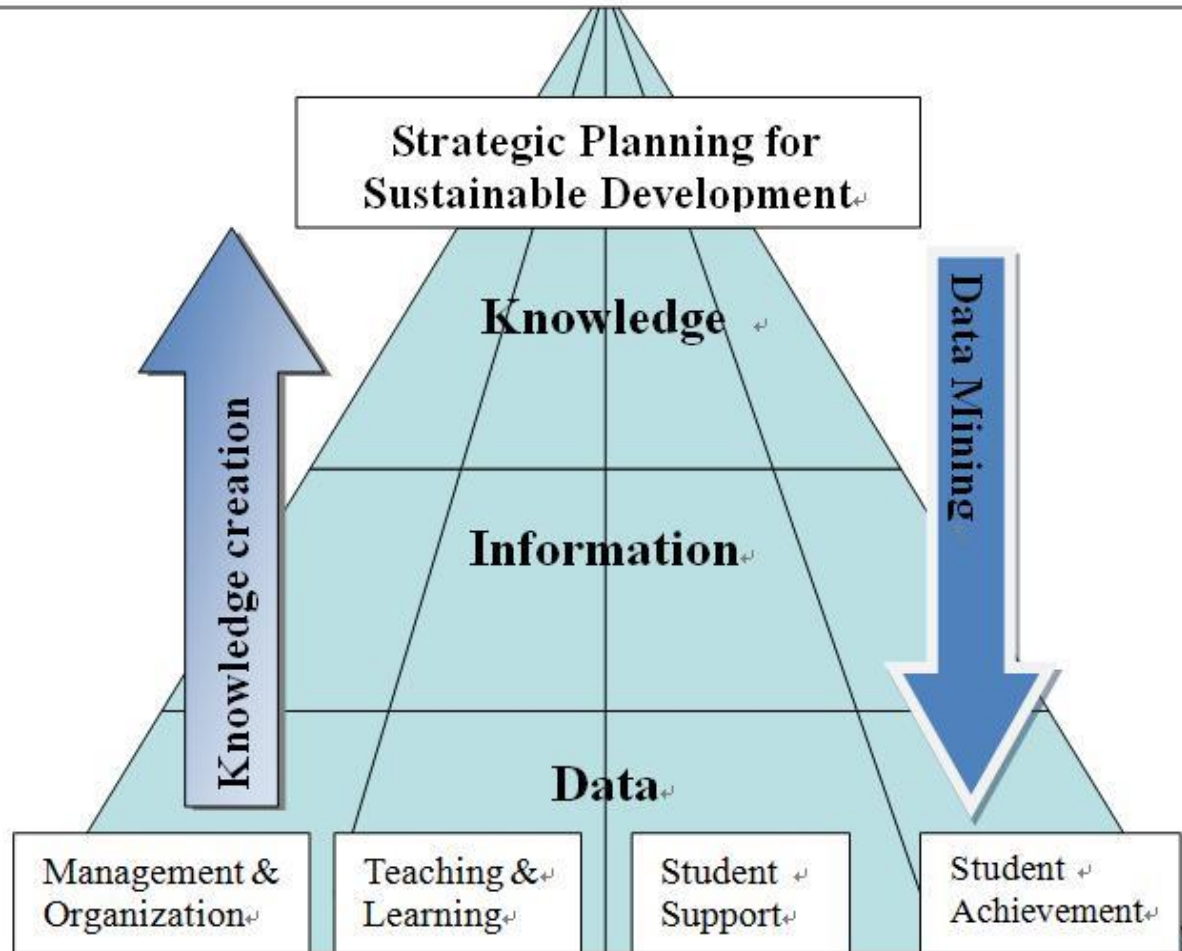 Strategic Planning for
Sustainable Development
Knowledge
Knowledge creation
Data Mining
Information
Data
Management &
Organization
Teaching &
Learning
Student
Support
Student
Achievement